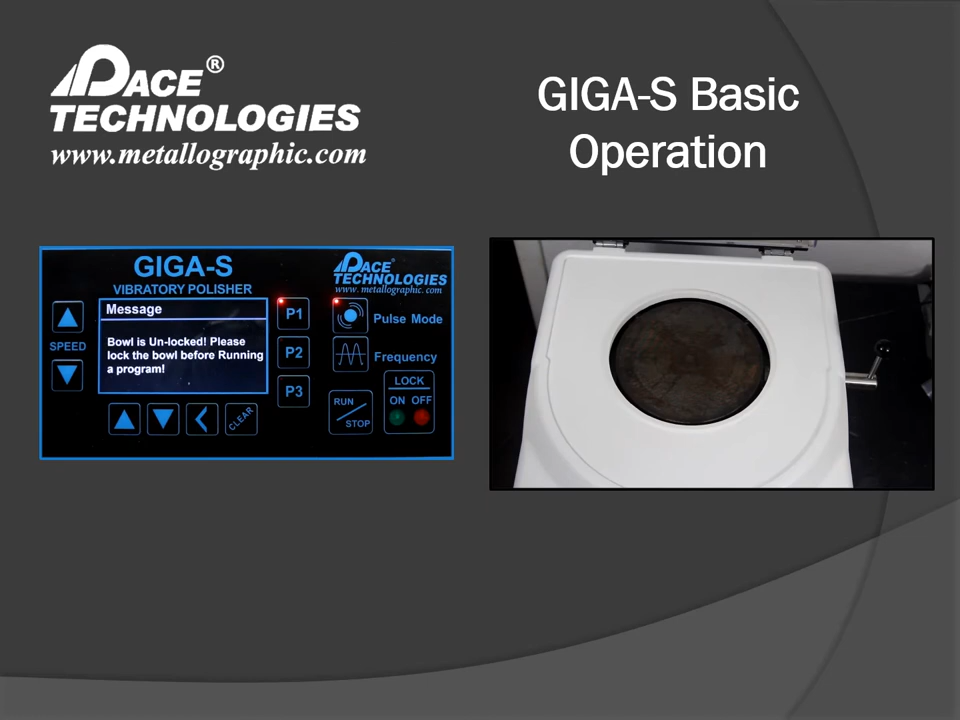 PACE®
TECHNOLOGIES
www.metallographic.com
GIGA-S Basic
Operation
GIGA-S
VIBRATORY POLISHER
PACE®
TECHNOLOGIES
www.metallographic.com
Message
Bowl is Un-locked! Please
lock the bowl before Running
a program!
SPEED
P1
P2
P3
Pulse Mode
Frequency
LOCK
ON OFF
RUN
STOP
CLEAR